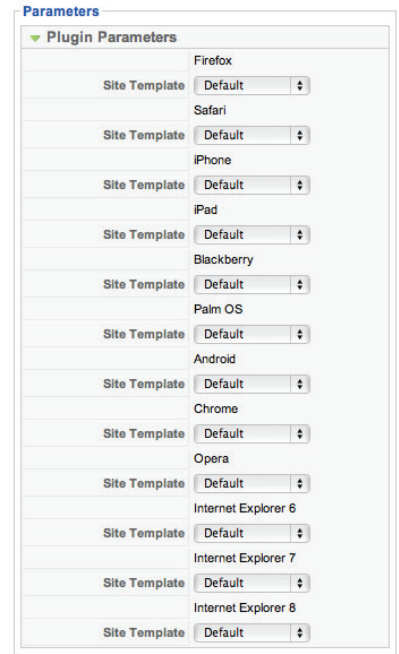 Parameters
Plugin Parameters
Firefox
Site Template Default
Safari
Site Template Default
iPhone
Site Template Default
iPad
Site Template Default
Blackberry
Site Template Default
Palm OS
Site Template Default
Android
Site Template Default
Chrome
Site Template Default
Opera
Site Template Default
Internet Explorer 6
Site Template Default
Internet Explorer 7
Site Template Default
Internet Explorer 8
Site Template Default